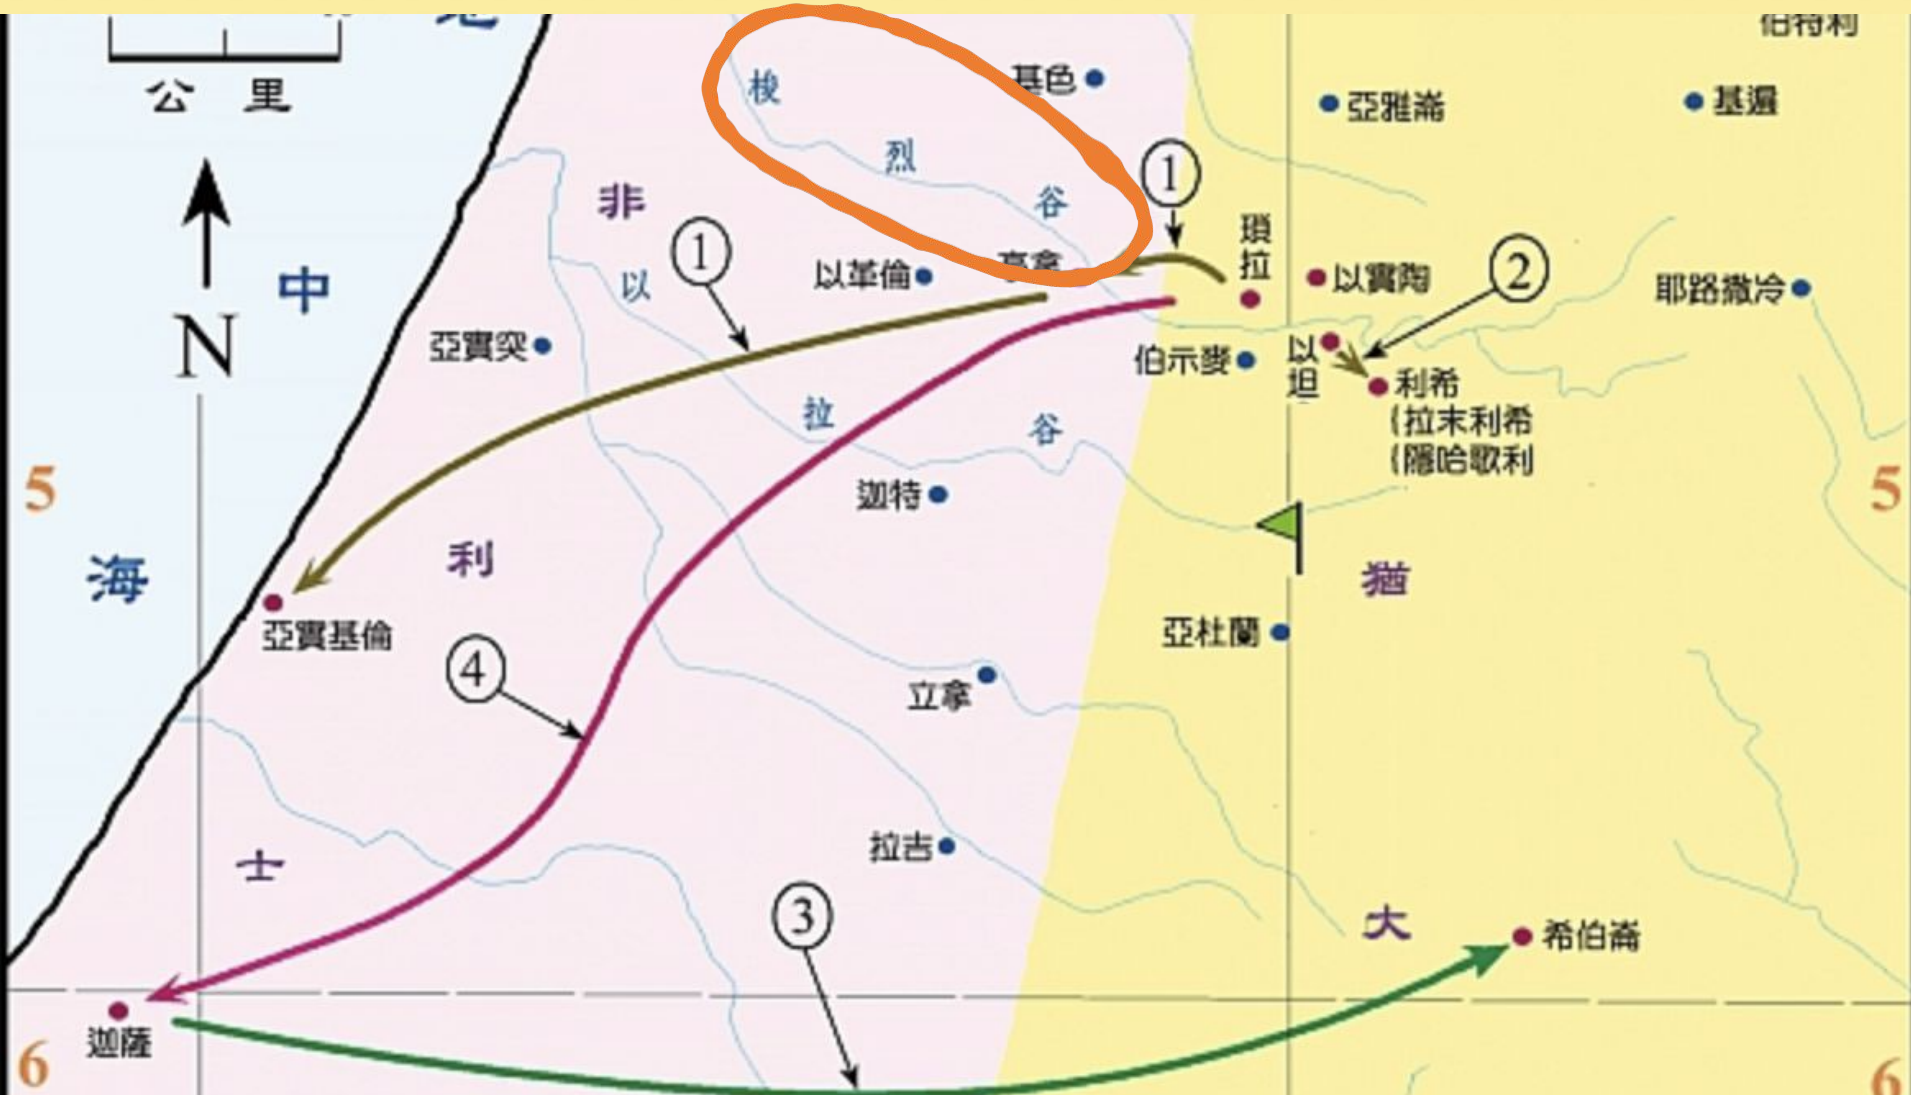 地
公里
伯特利
基色
亞雅崙
基遍
梭烈谷
非利士
①
瑣拉
①
以革倫
亭拿
以實陶
②
耶路撒冷
中海
N
亞實突
以拉谷
伯示麥
以坦
利希
(拉末利希
(隱哈歌利
5
迦特
5
猶大
亞實基倫
亞杜蘭
④
立拿
拉吉
③
希伯崙
迦薩
6
6